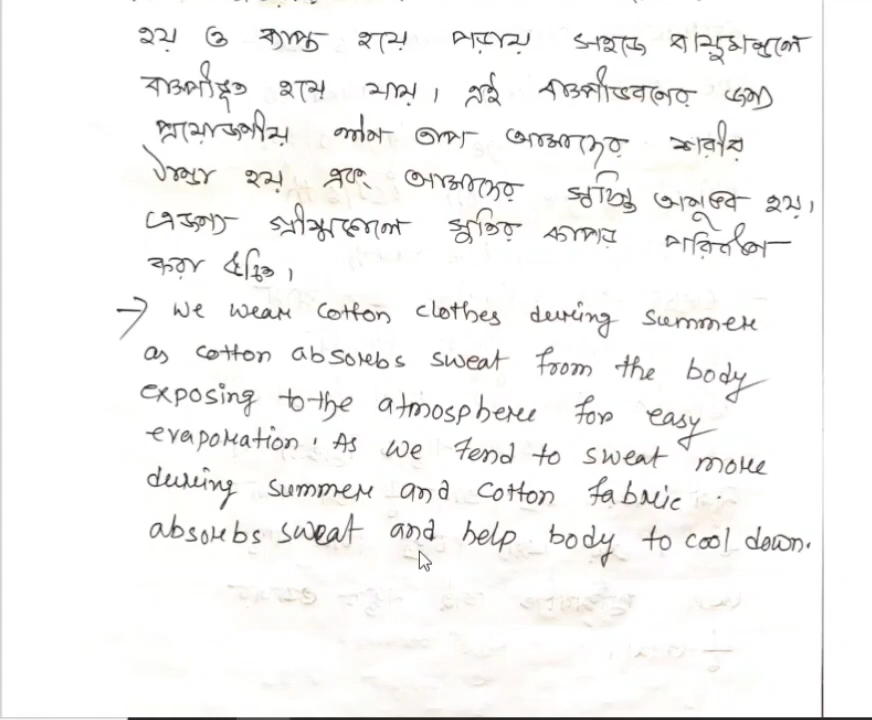 হয় ও ব্যাপ্ত হয়ে পড়ায় সহজে বায়ুমণ্ডলে
বাষ্পীভূত হয়ে যায়। এই বাষ্পীভবনের জন্য
প্রয়োজনীয় লীন তাপ আমাদের শরীর
হয় এবং আমাদের অনুভব হয়।
এজন্য গ্রীষ্মকালে সুতির কাপড় পরিধান
করা উচিত।
→ We wear cotton clothes during summer
as cotton absorbs sweat from the body
exposing to the atmosphere for easy
evaporation. As we tend to sweat more
during summer and cotton fabric
absorbs sweat and help body to cool down.